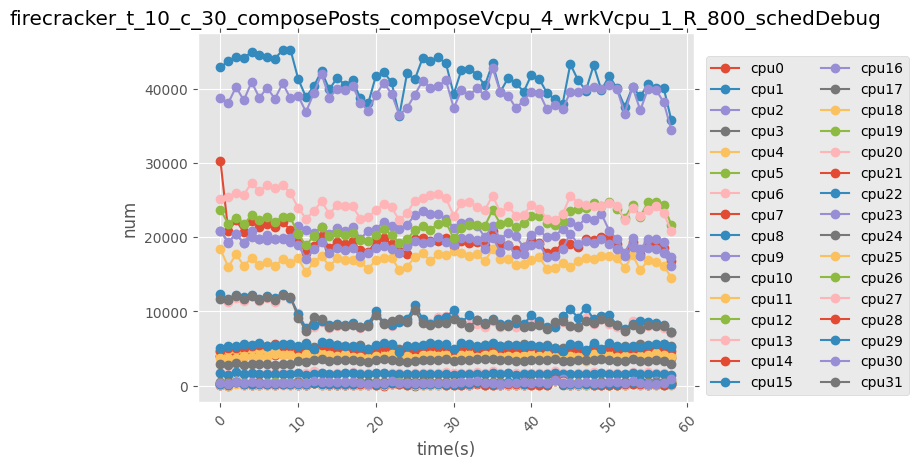 firecracker_t_10_c_30_composePosts_composeVcpu_4_wrkVcpu_1_R_800_schedDebug
num
40000
30000
20000
10000
0
0 10 20 30 40 50 60
time(s)
cpu0 cpu16
cpu1 cpu17
cpu2 cpu18
cpu3 cpu19
cpu4 cpu20
cpu5 cpu21
cpu6 cpu22
cpu7 cpu23
cpu8 cpu24
cpu9 cpu25
cpu10 cpu26
cpu11 cpu27
cpu12 cpu28
cpu13 cpu29
cpu14 cpu30
cpu15 cpu31